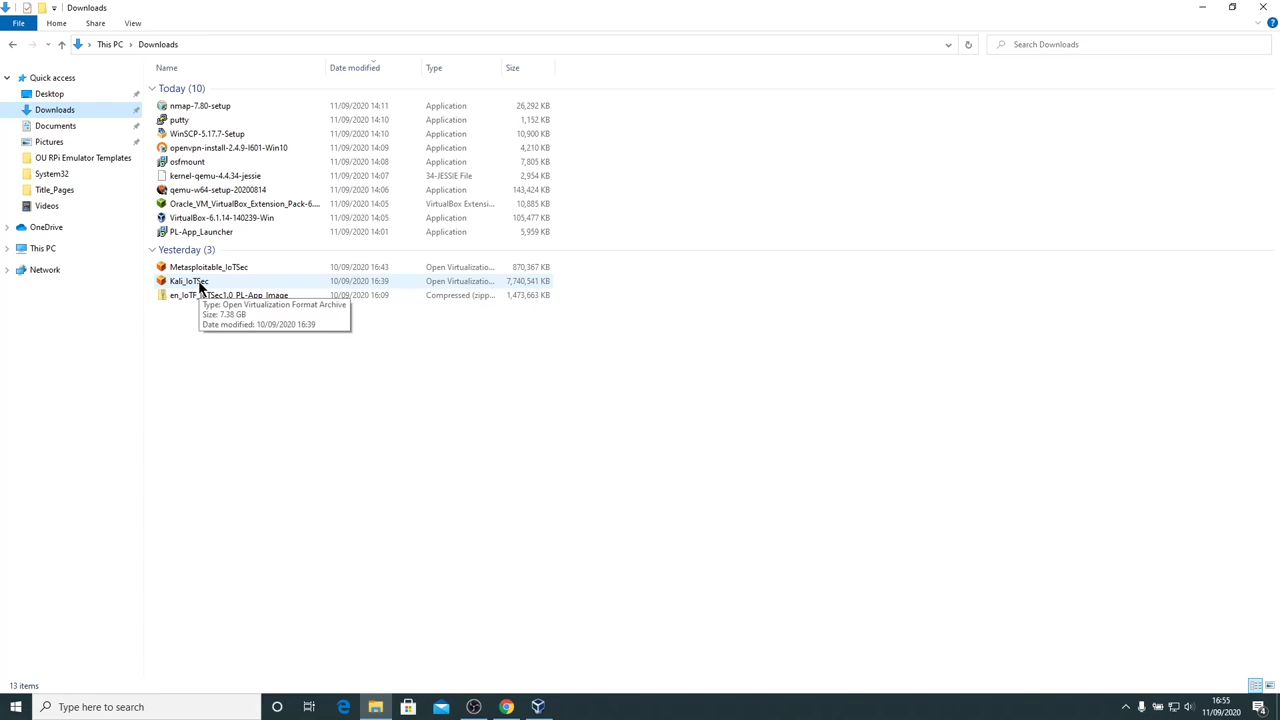 Downloads
File Home Share View
This PC Downloads
Search Downloads
Name Date modified Type Size
Quick access
Desktop
Downloads
Documents
Pictures
OU RPi Emulator Templates
System32
Title_Pages
Videos
OneDrive
This PC
Network
Today (10)
nmap-7.80-setup 11/09/2020 14:11 Application 26,292 KB
putty 11/09/2020 14:10 Application 1,152 KB
WinSCP-5.17.7-Setup 11/09/2020 14:10 Application 10,900 KB
openvpn-install-2.4.9-I601-Win10 11/09/2020 14:09 Application 4,210 KB
osfmount 11/09/2020 14:08 Application 7,805 KB
kernel-qemu-4.4.34-jessie 11/09/2020 14:07 34-JESSIE File 2,954 KB
qemu-w64-setup-20200814 11/09/2020 14:06 Application 143,424 KB
Oracle_VM_VirtualBox_Extension_Pack-6.... 11/09/2020 14:05 VirtualBox Extensi... 10,885 KB
VirtualBox-6.1.14-140239-Win 11/09/2020 14:05 Application 105,477 KB
PL-App_Launcher 11/09/2020 14:01 Application 5,959 KB
Yesterday (3)
Metasploitable_IoTSec 10/09/2020 16:43 Open Virtualizatio... 870,367 KB
Kali_IoTSec 10/09/2020 16:39 Open Virtualizatio... 7,740,541 KB
10/09/2020 16:09 Compressed (zipp... 1,473,663 KB
Type: Open Virtualization Format Archive
Size: 7.38 GB
Date modified: 10/09/2020 16:39
13 items
Type here to search
16:55
11/09/2020
4